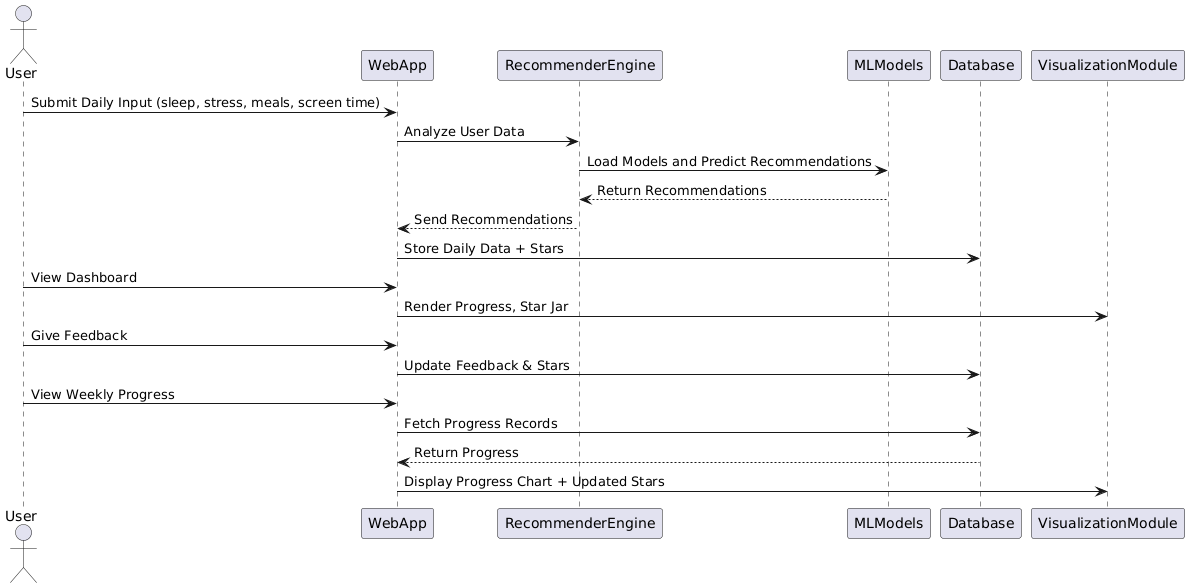 User
WebApp
RecommenderEngine
MLModels
Database
VisualizationModule
Submit Daily Input (sleep, stress, meals, screen time)
Analyze User Data
Load Models and Predict Recommendations
Return Recommendations
Send Recommendations
Store Daily Data + Stars
View Dashboard
Render Progress, Star Jar
Give Feedback
Update Feedback & Stars
View Weekly Progress
Fetch Progress Records
Return Progress
Display Progress Chart + Updated Stars
User
WebApp
RecommenderEngine
MLModels
Database
VisualizationModule